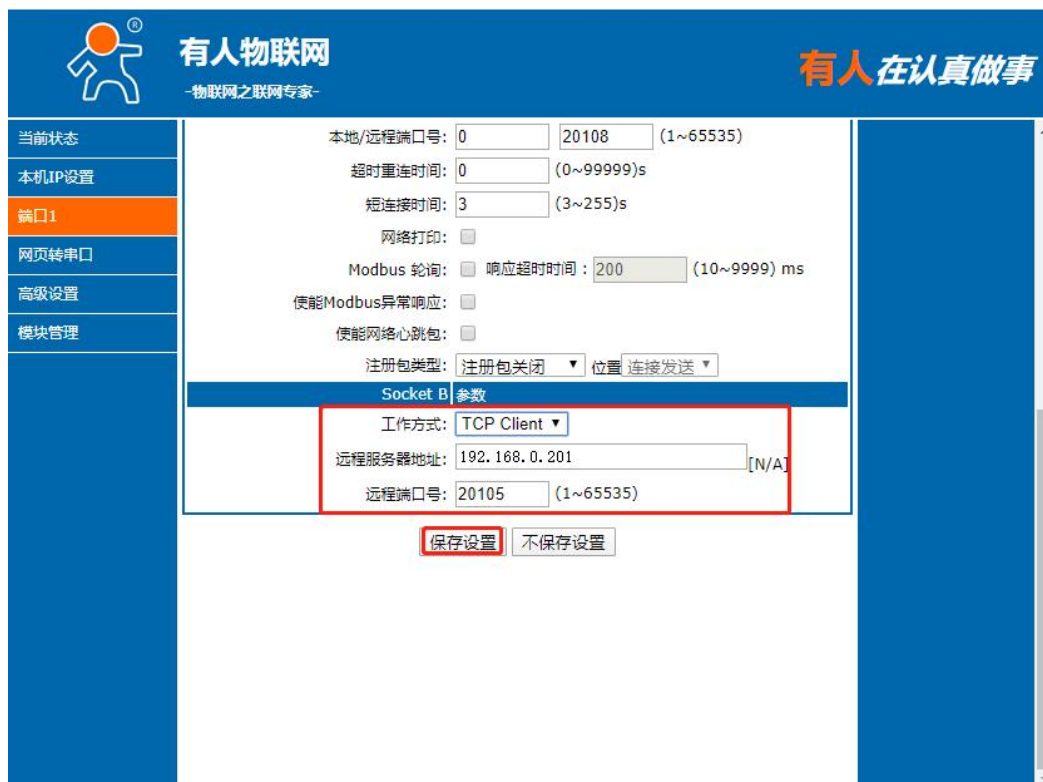 ®
有人物联网
-物联网之联网专家-
有人在认真做事
当前状态
本机IP设置
端口1
网页转串口
高级设置
模块管理
本地/远程端口号: 0 20108 (1~65535)
超时重连时间: 0 (0~99999)s
短连接时间: 3 (3~255)s
网络打印:
Modbus 轮询: 响应超时时间 : 200 (10~9999) ms
使能Modbus异常响应:
使能网络心跳包:
注册包类型: 注册包关闭 位置 连接发送
Socket B 参数
工作方式: TCP Client
远程服务器地址: 192.168.0.201 [N/A]
远程端口号: 20105 (1~65535)
保存设置 不保存设置